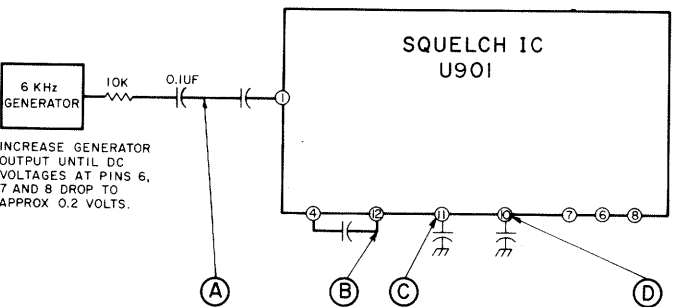 SQUELCH IC
U901
6 KHz
GENERATOR
10K
0.1UF
1
INCREASE GENERATOR
OUTPUT UNTIL DC
VOLTAGES AT PINS 6,
7 AND 8 DROP TO
APPROX 0.2 VOLTS.
4 12 11 10 7 6 8
A B C D